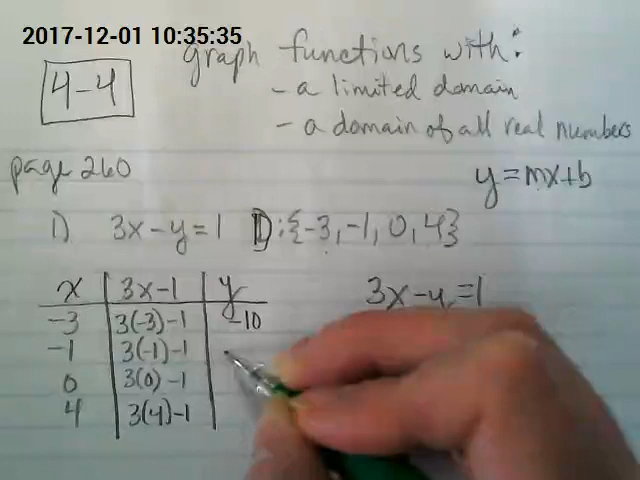 2017-12-01 10:35:35
graph functions with:
4-4
- a limited domain
- a domain of all real numbers
page 260
y=mx+b
1) 3x-y=1 D:{-3,-1,0,4}
x 3x-1 y
3x-y=1
-3 3(-3)-1 -10
-1 3(-1)-1
0 3(0)-1
4 3(4)-1